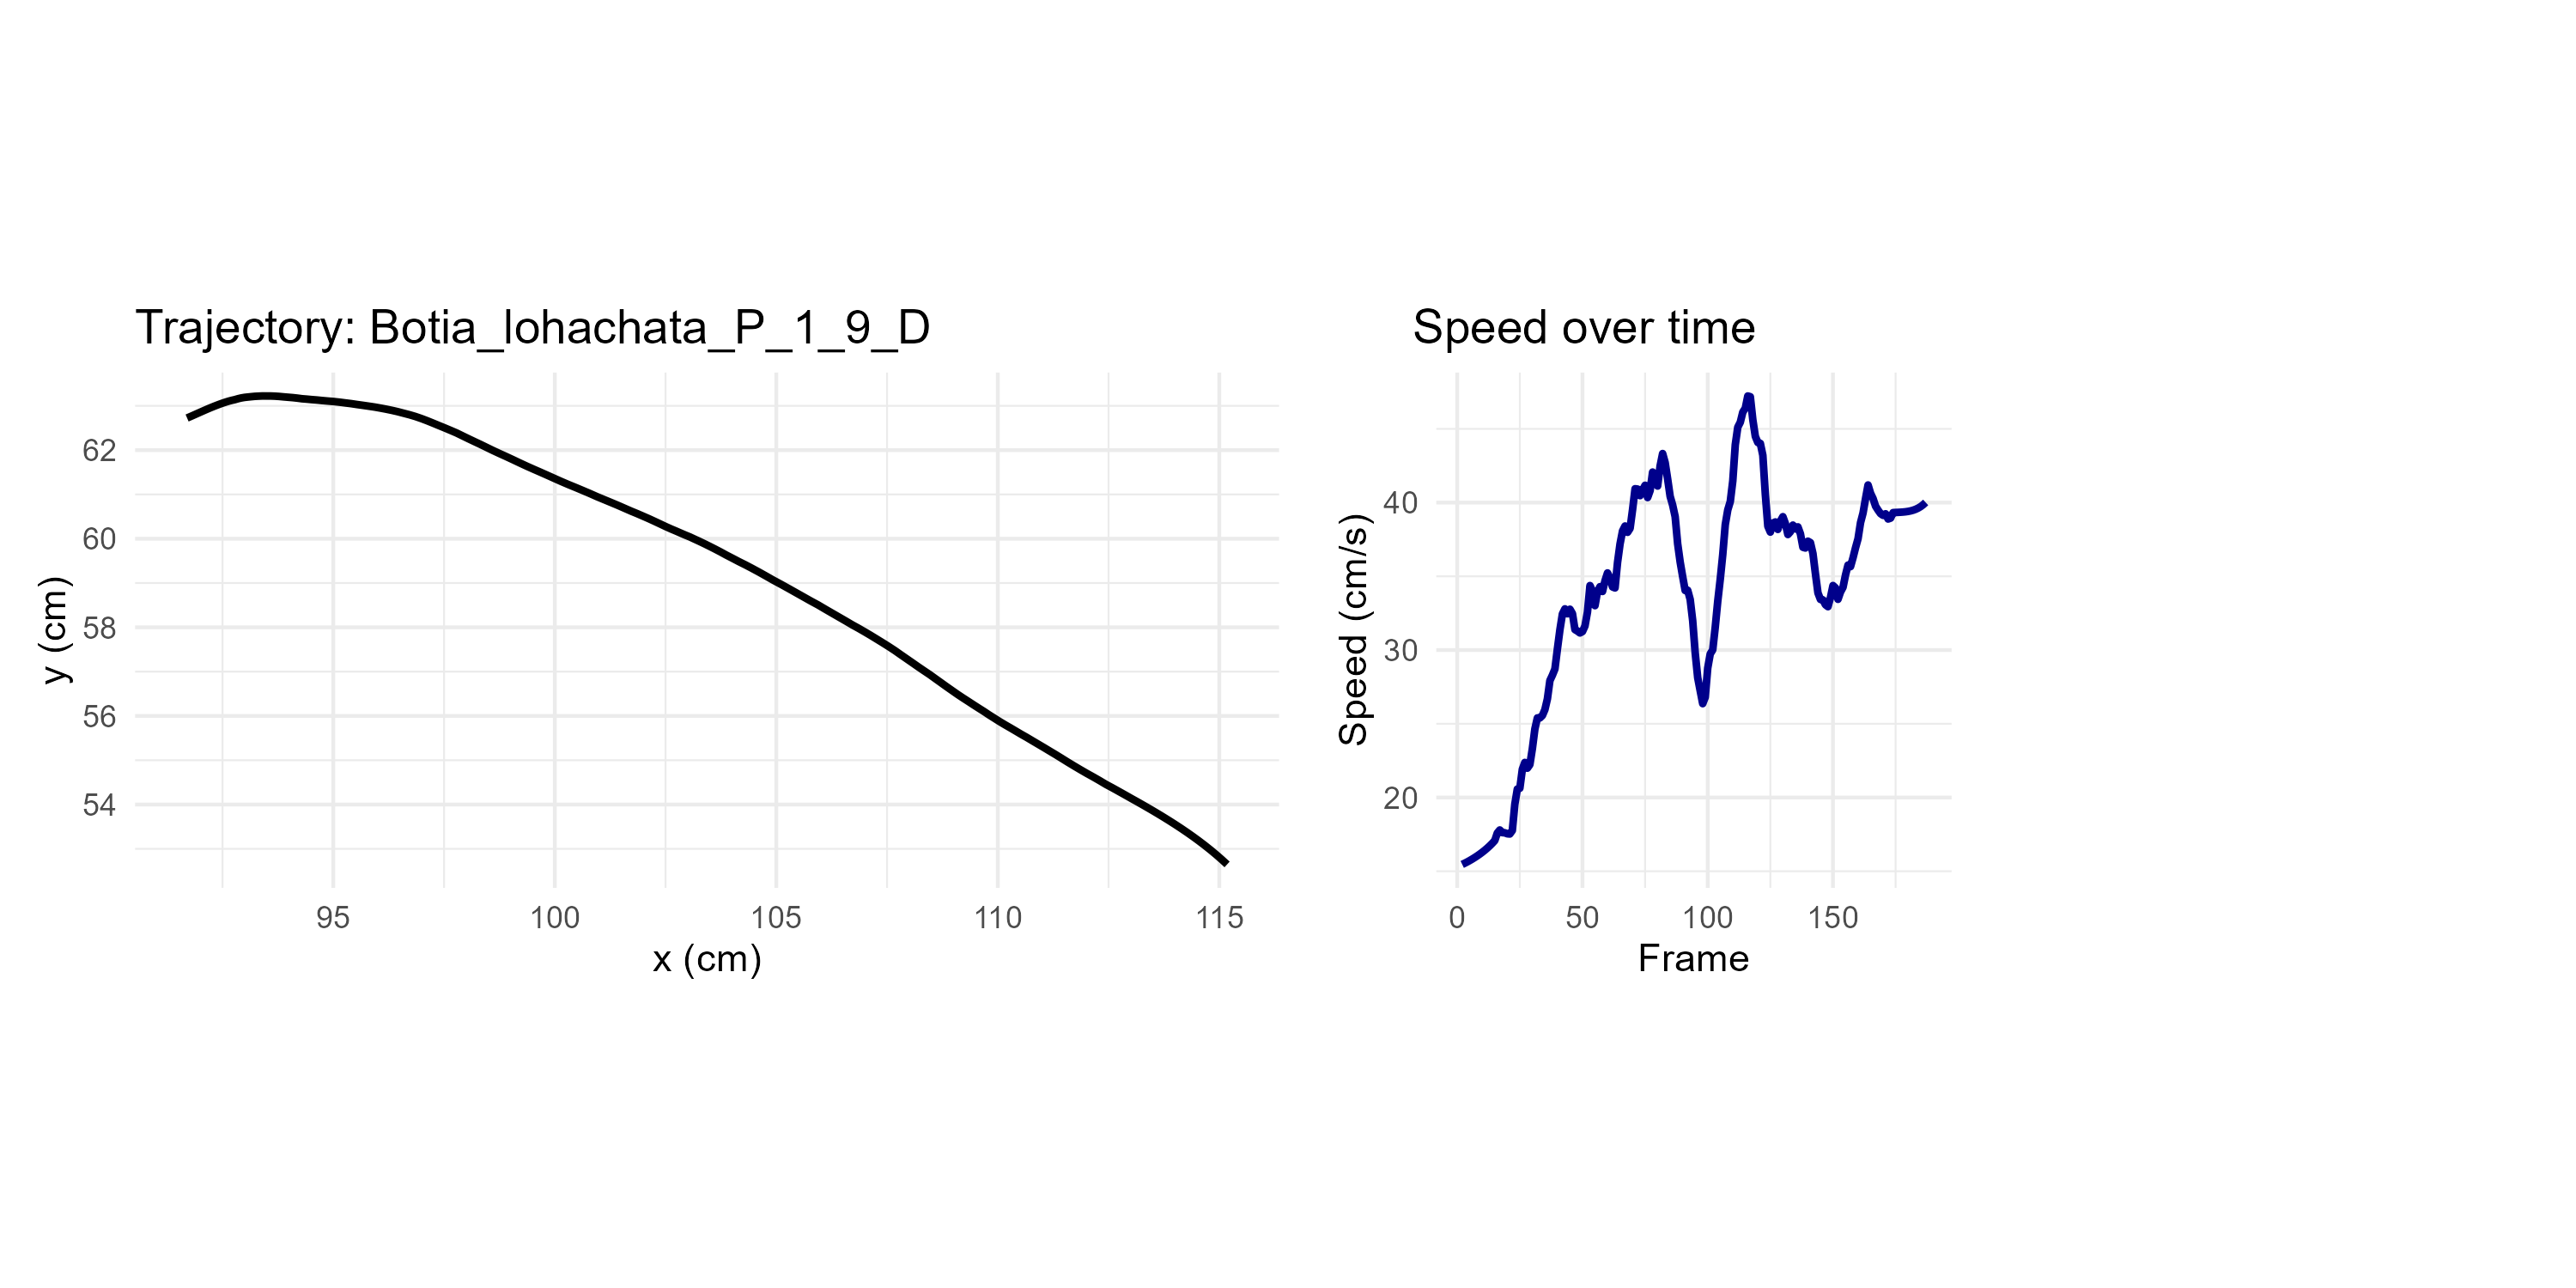 Trajectory: Botia_lohachata_P_1_9_D
y (cm)
62
60
58
56
54
95 100 105 110 115
x (cm)
Speed over time
Speed (cm/s)
40
30
20
0 50 100 150
Frame